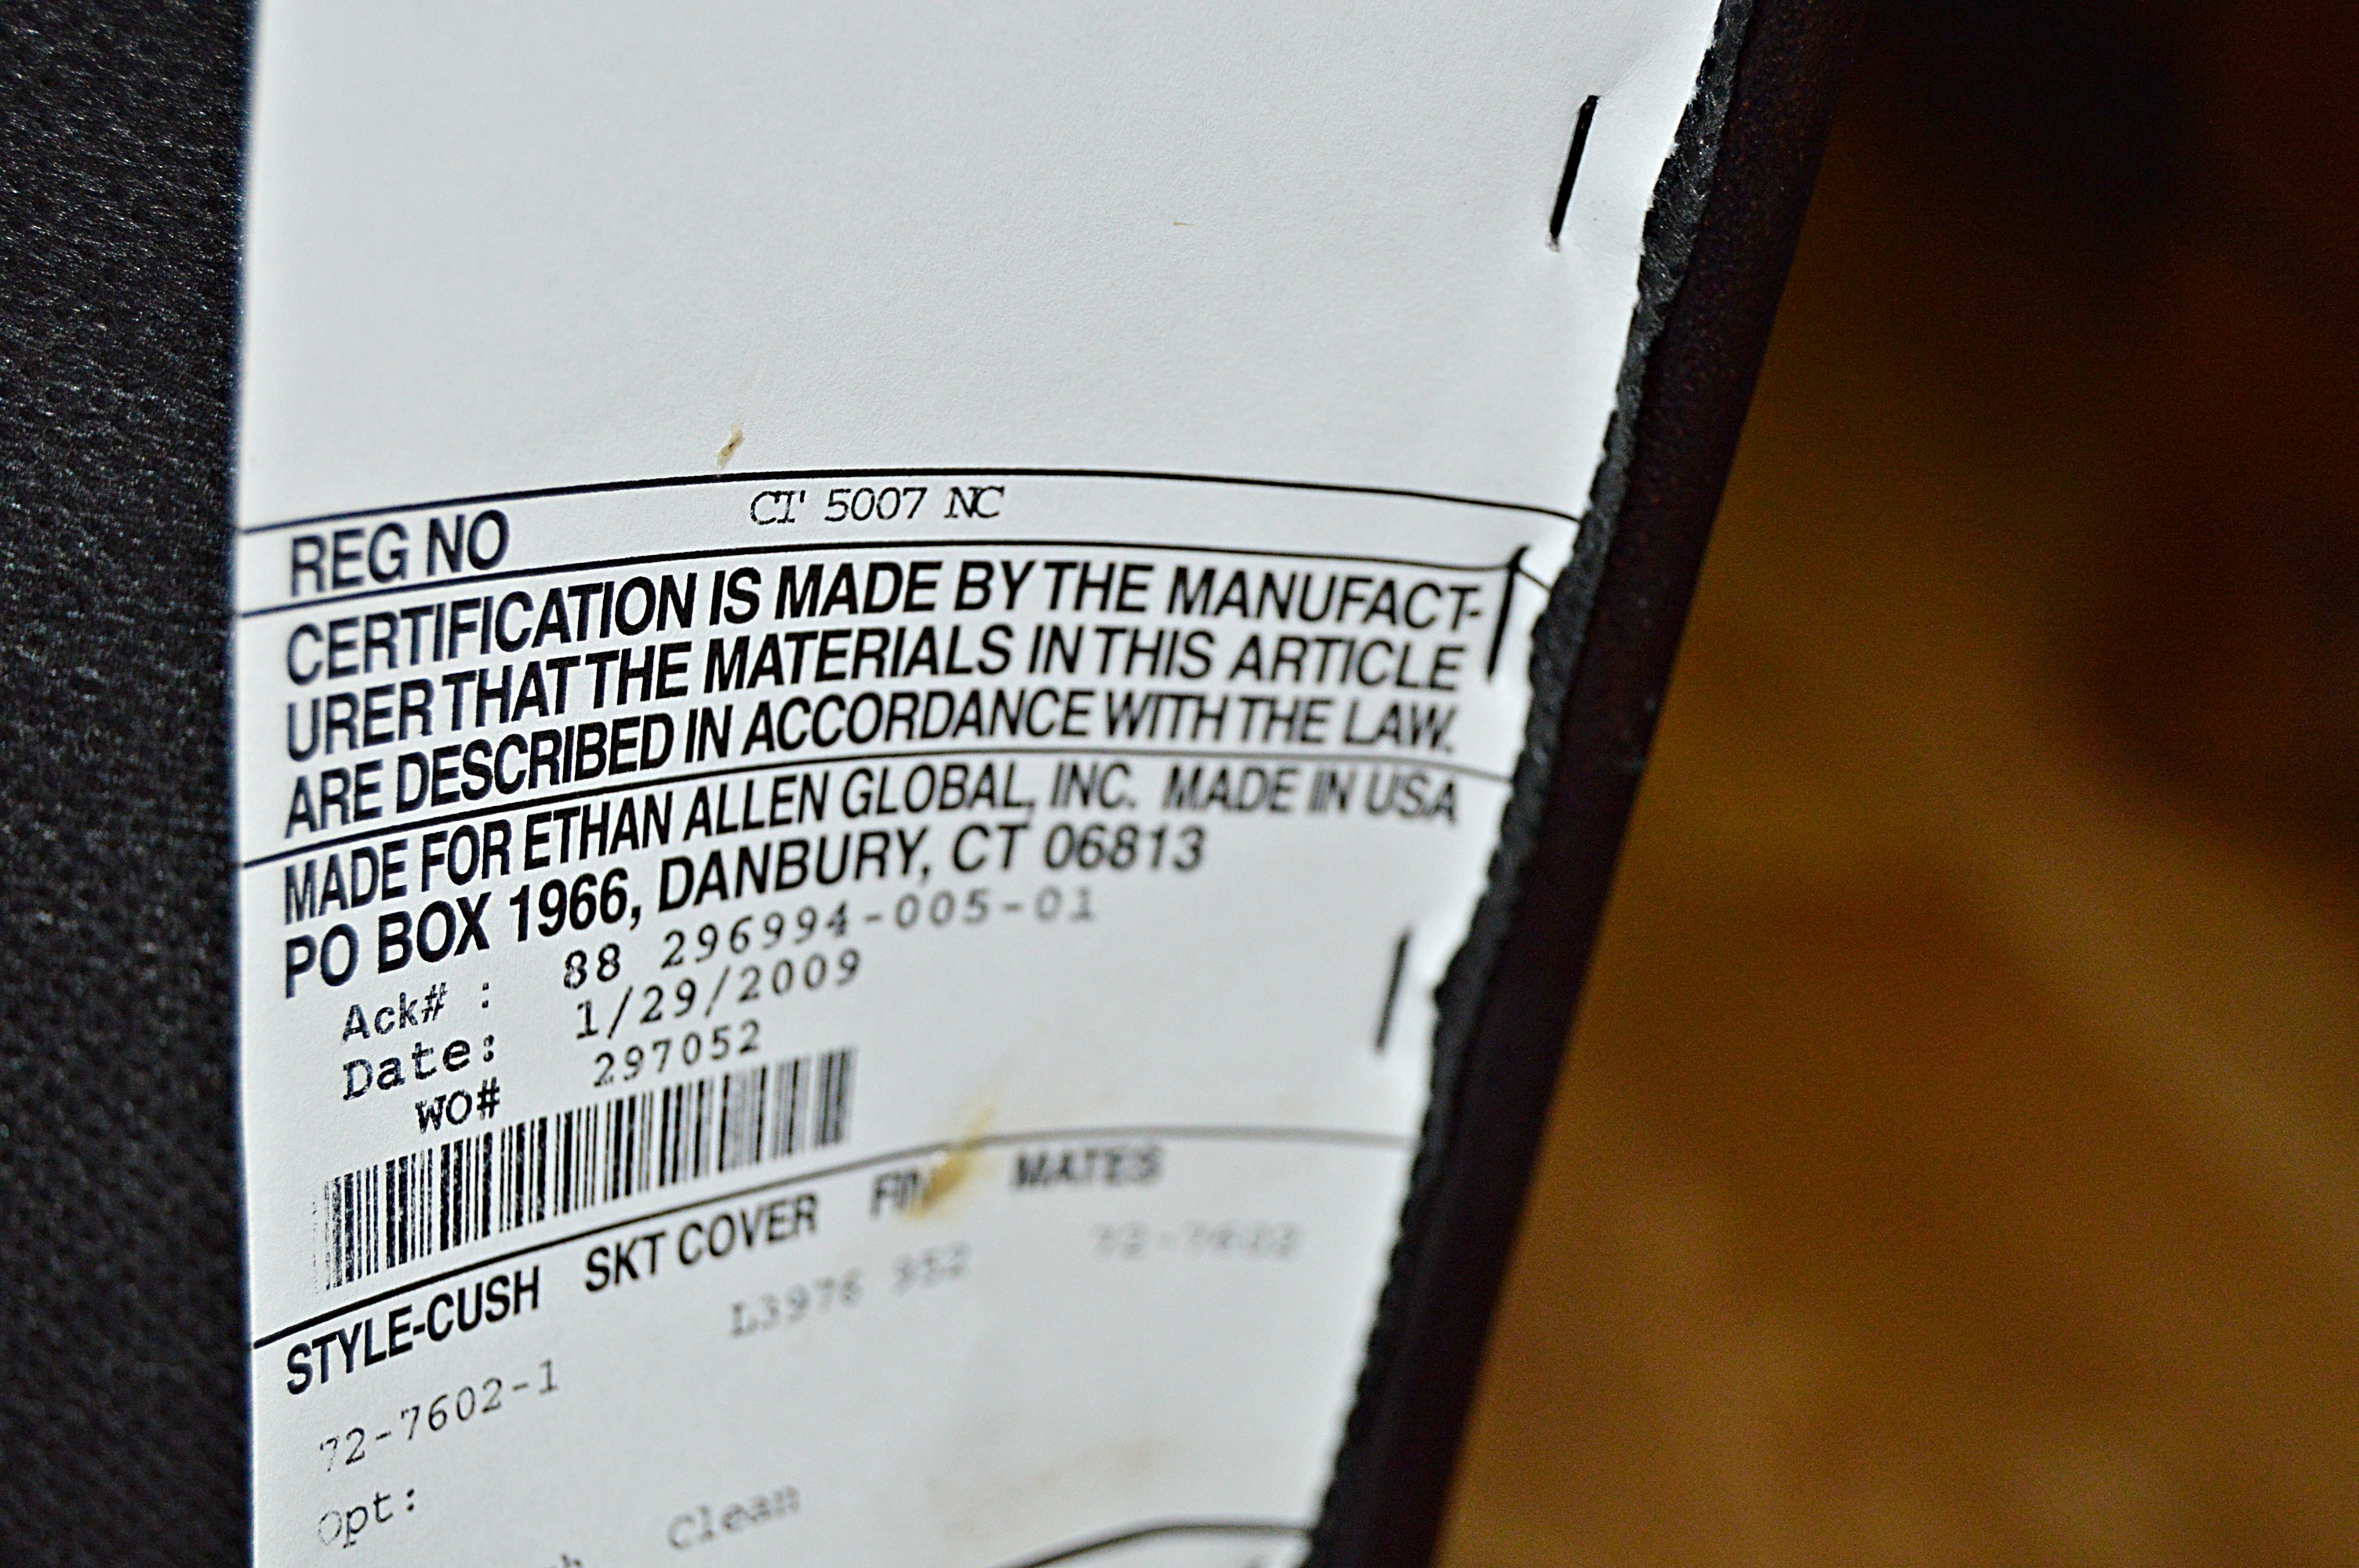 REG NO CT 5007 NC
CERTIFICATION IS MADE BY THE MANUFACT-
URER THAT THE MATERIALS IN THIS ARTICLE
ARE DESCRIBED IN ACCORDANCE WITH THE LAW.
MADE FOR ETHAN ALLEN GLOBAL, INC. MADE IN USA
PO BOX 1966, DANBURY, CT 06813
Ack# : 88 296994-005-01
Date: 1/29/2009
WO# 297052
STYLE-CUSH SKT COVER FIN MATES
72-7602-1 L3976 952 72-7602
Opt:
Clean